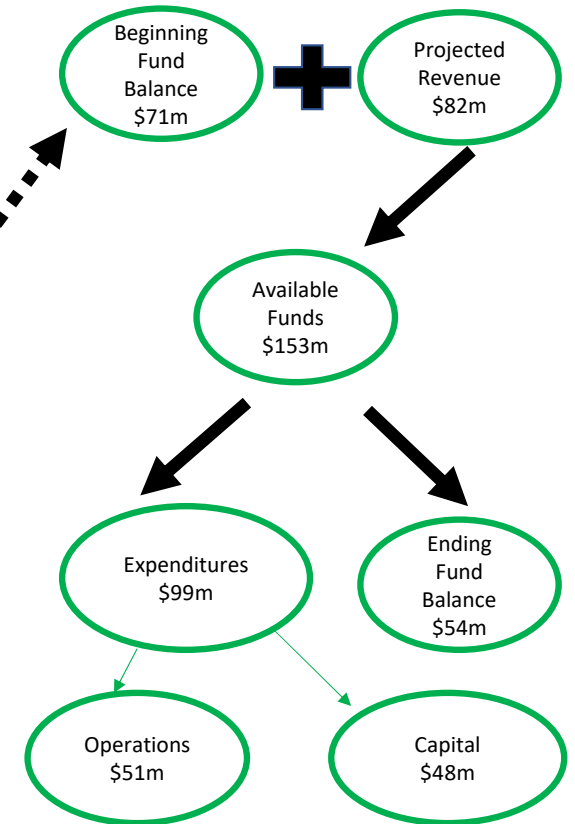 Beginning
Fund
Balance
$71m
Projected
Revenue
$82m
Available
Funds
$153m
Expenditures
$99m
Ending
Fund
Balance
$54m
Operations
$51m
Capital
$48m